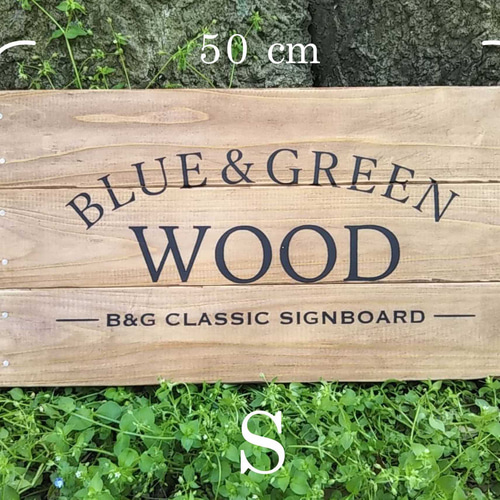 50 cm
BLUE & GREEN
WOOD
B&G CLASSIC SIGNBOARD
S